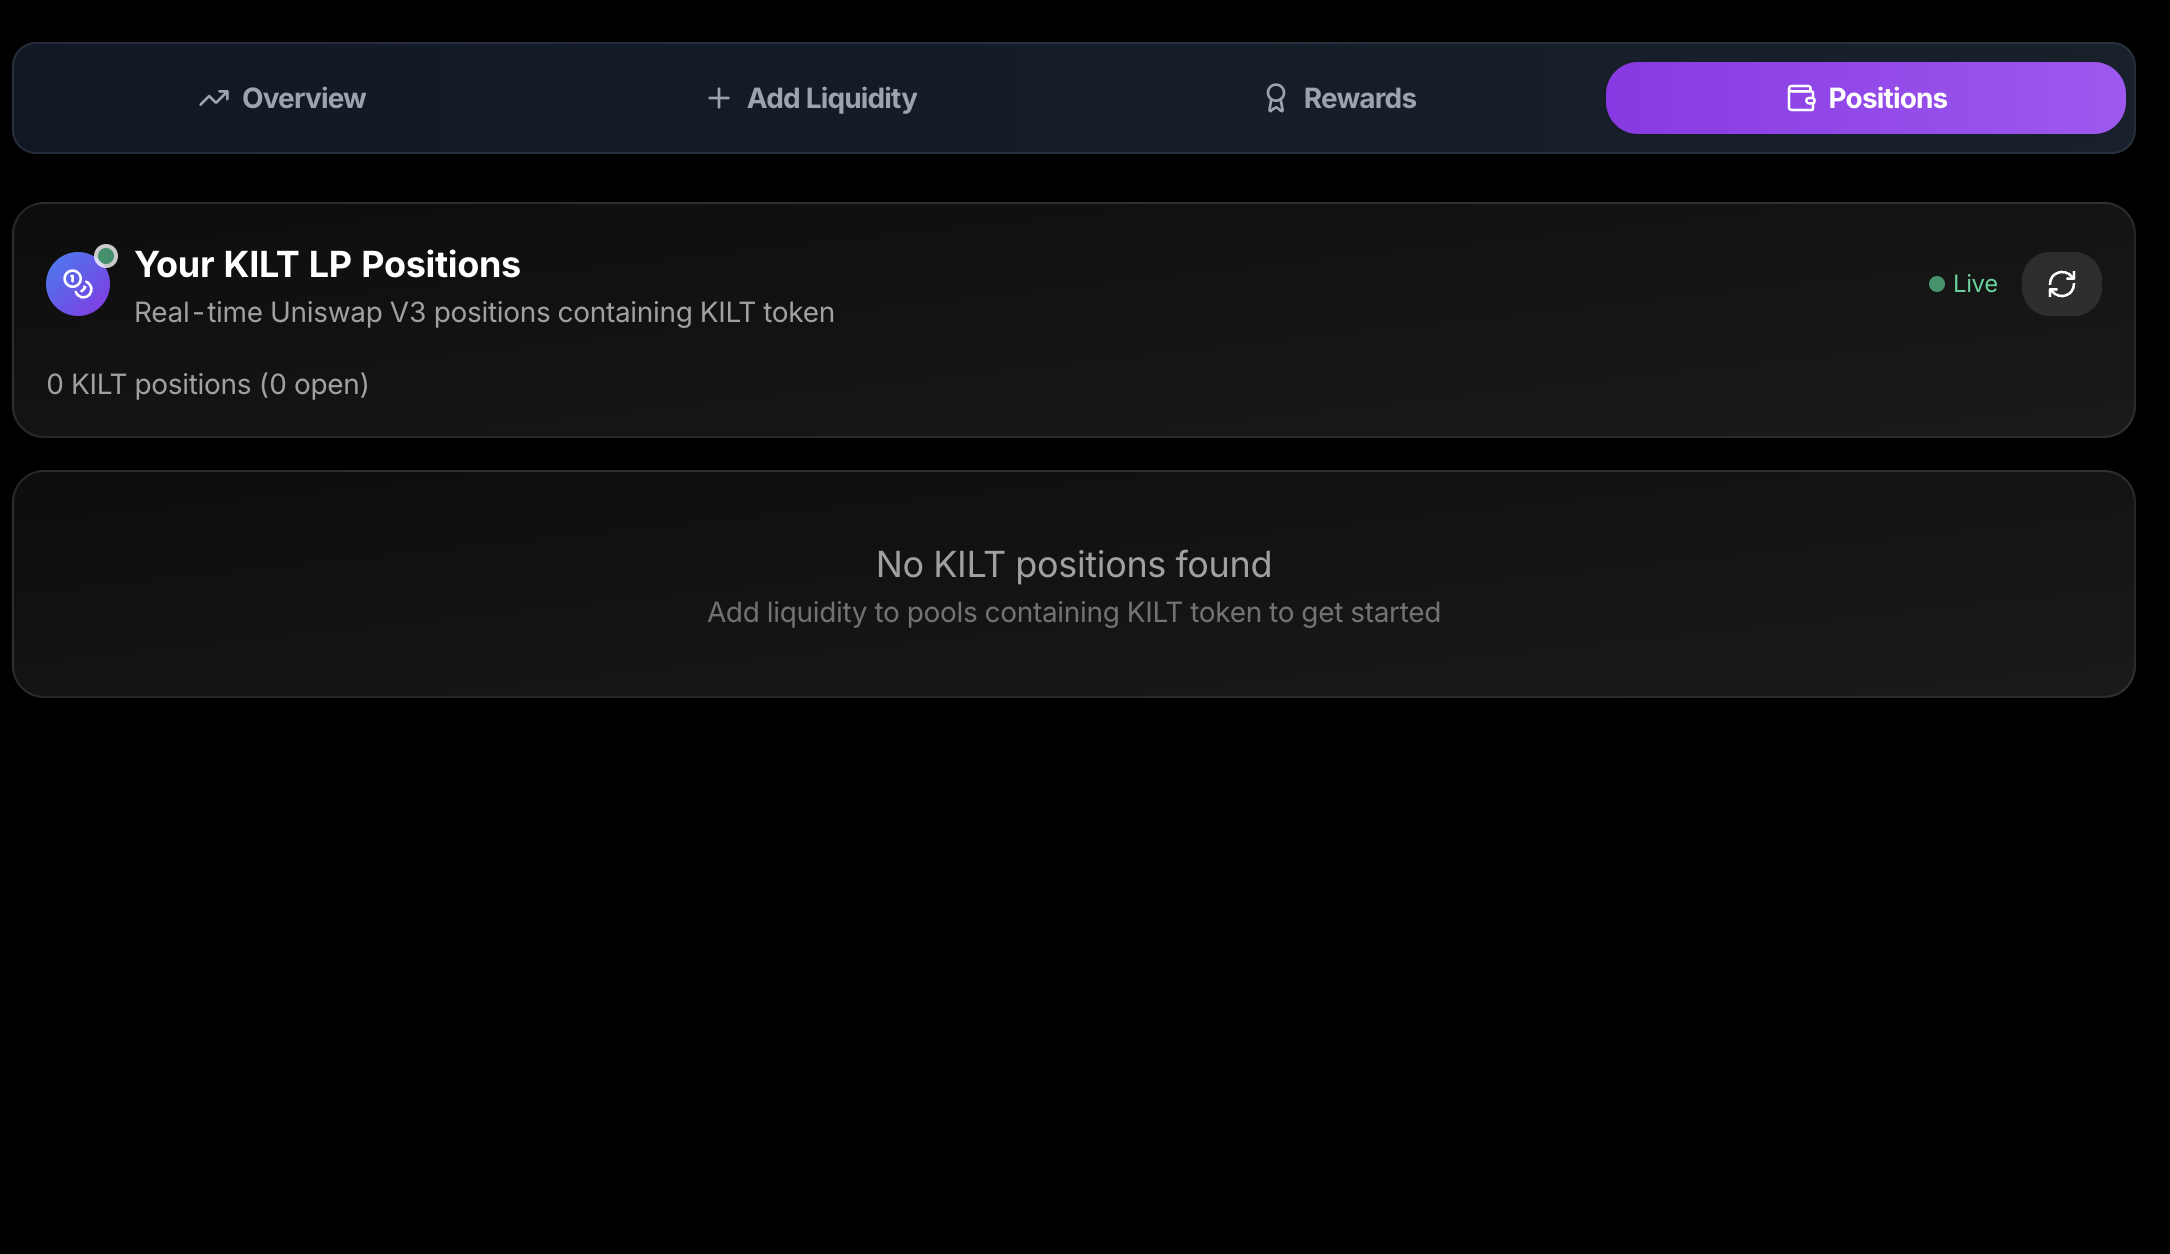 Overview
Add Liquidity
Rewards
Positions
Your KILT LP Positions
Real-time Uniswap V3 positions containing KILT token
Live
0 KILT positions (0 open)
No KILT positions found
Add liquidity to pools containing KILT token to get started